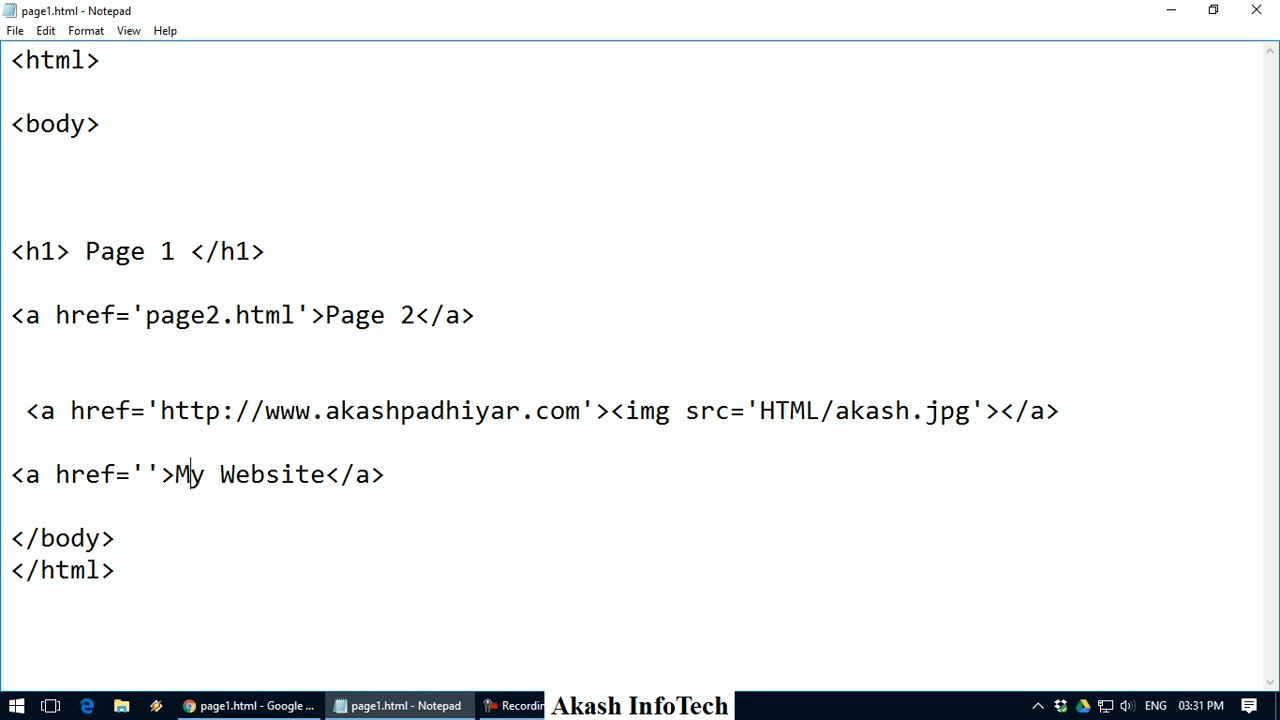 page1.html - Notepad
File Edit Format View Help
<html>
<body>
<h1> Page 1 </h1>
<a href='page2.html'>Page 2</a>
<a href='http://www.akashpadhiyar.com'><img src='HTML/akash.jpg'></a>
<a href=''>My Website</a>
</body>
</html>
page1.html - Google ... page1.html - Notepad Recordin Akash InfoTech ENG 03:31 PM